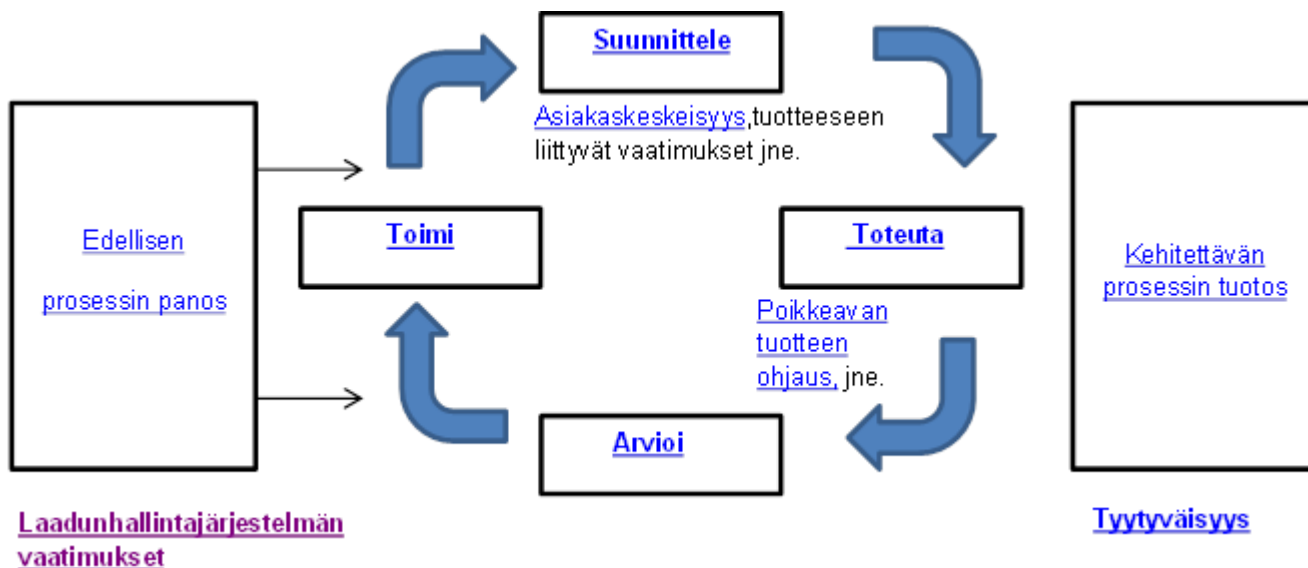 Suunnittele
Asiakaskeskeisyys,tuotteeseen
liittyvät vaatimukset jne.
Edellisen
prosessin panos
Toimi
Toteuta
Kehitettävän
prosessin tuotos
Poikkeavan
tuotteen
ohjaus, jne.
Arvioi
Laadunhallintajärjestelmän
vaatimukset
Tyytyväisyys